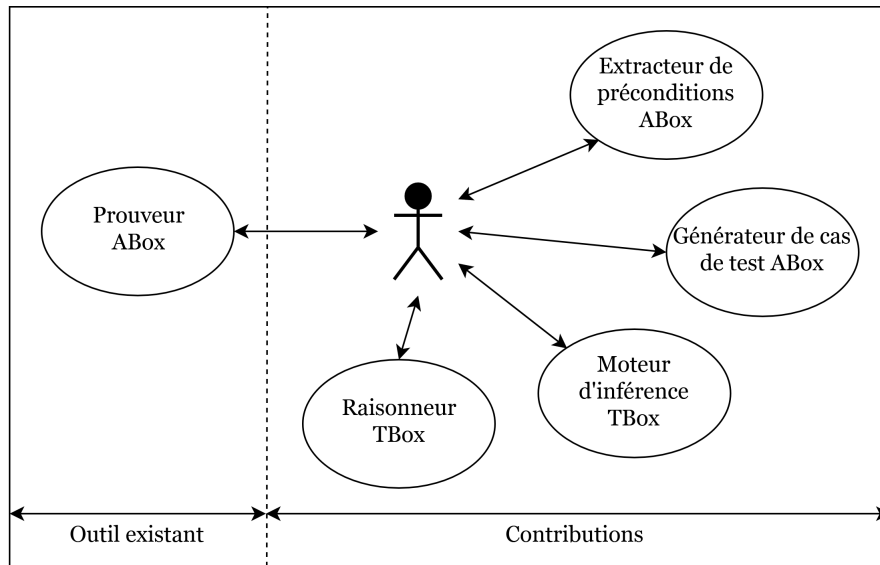 Extracteur de
préconditions
ABox
Prouveur
ABox
Générateur de cas
de test ABox
Moteur
d'inférence
TBox
Raisonneur
TBox
Outil existant
Contributions